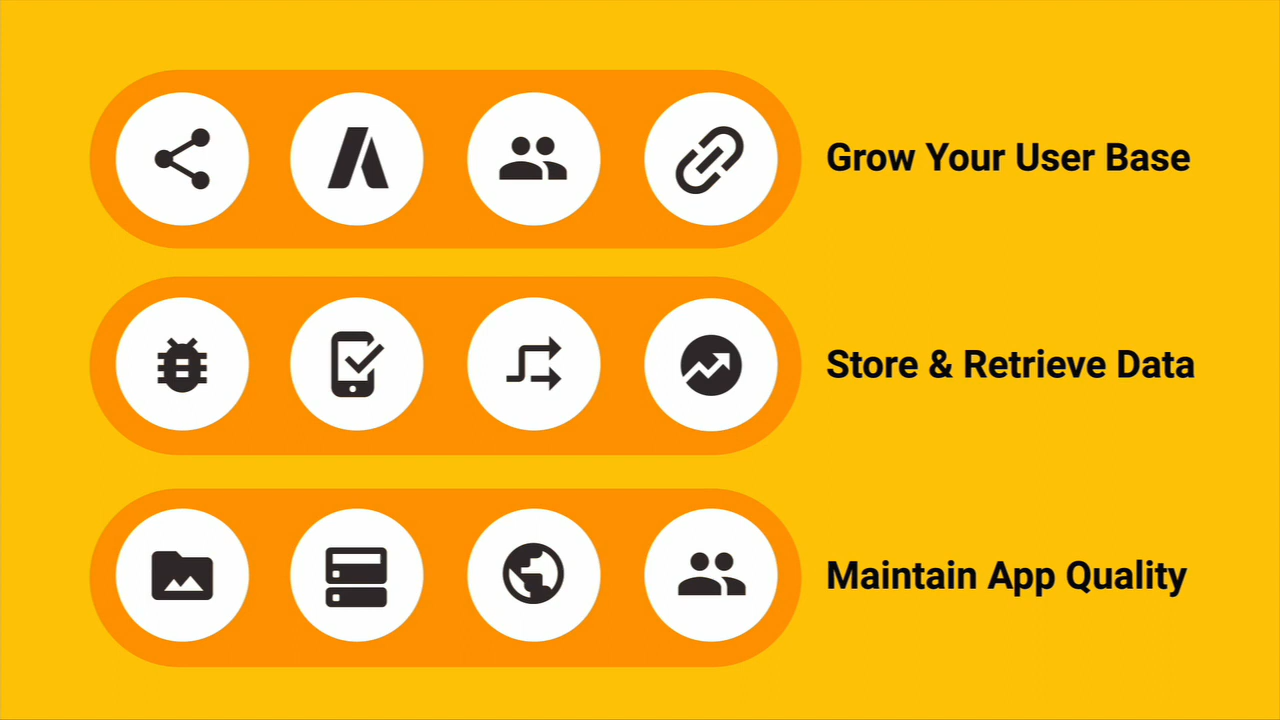 Grow Your User Base
Store & Retrieve Data
Maintain App Quality